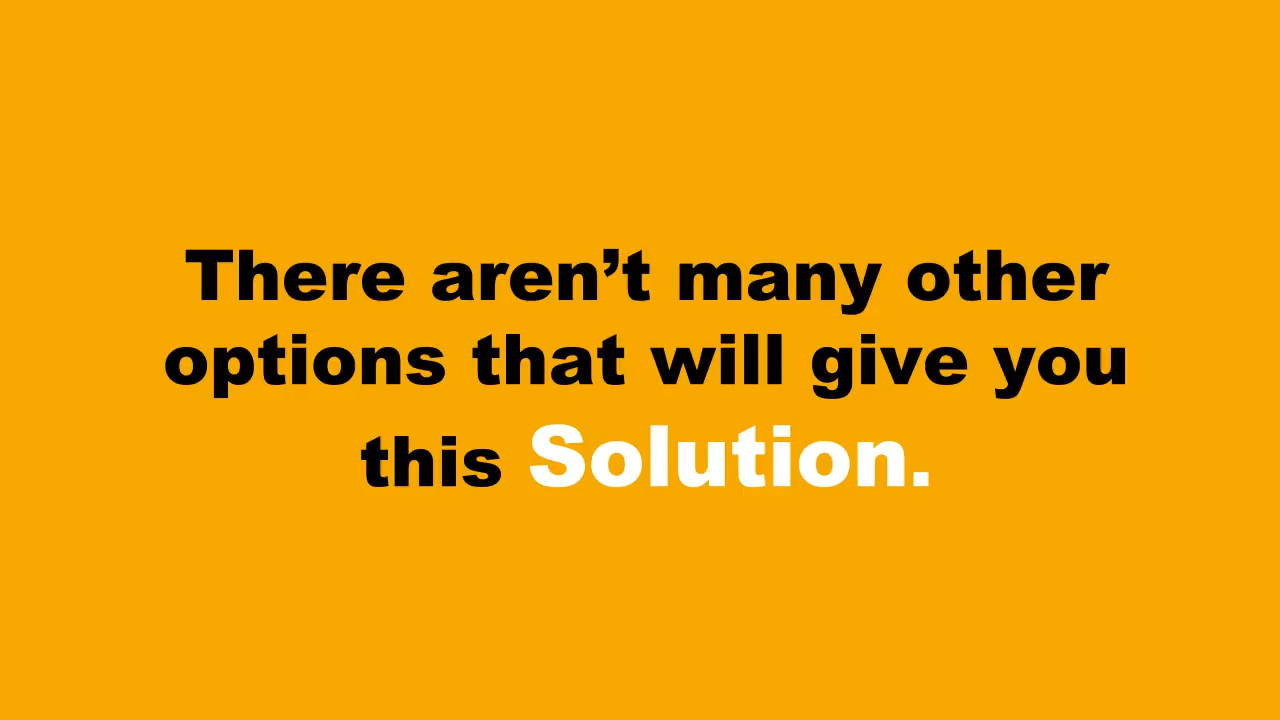 There aren’t many other
options that will give you
this Solution.